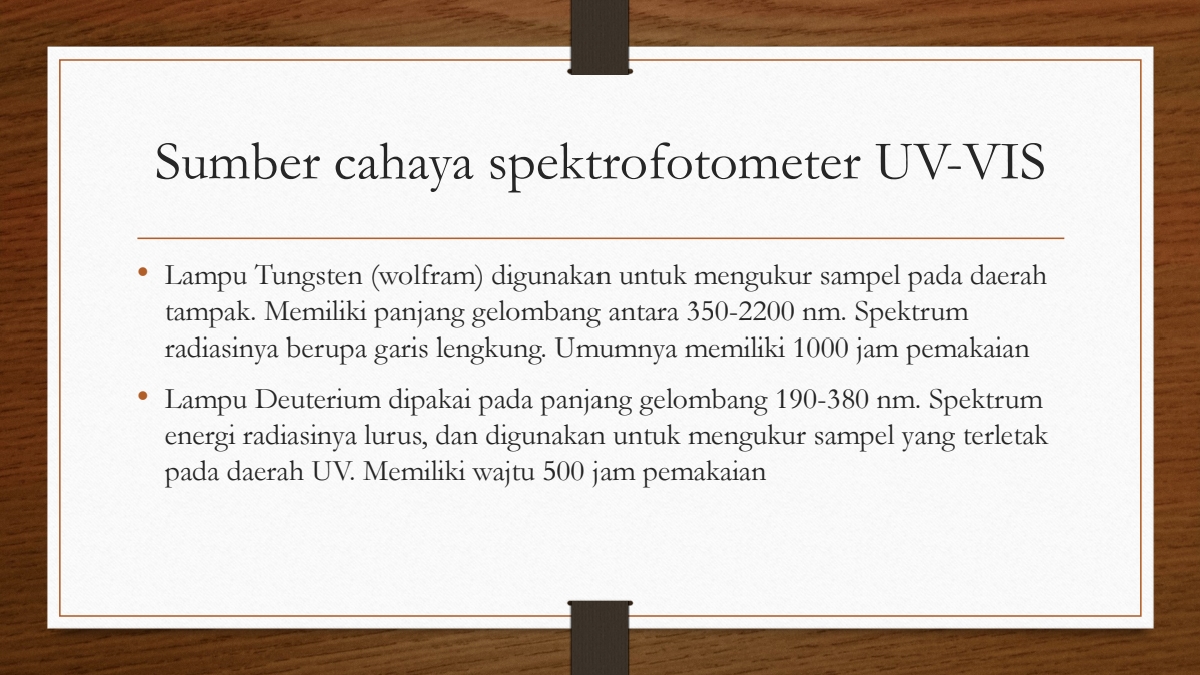 Sumber cahaya spektrofotometer UV-VIS
• Lampu Tungsten (wolfram) digunakan untuk mengukur sampel pada daerah
tampak. Memiliki panjang gelombang antara 350-2200 nm. Spektrum
radiasinya berupa garis lengkung. Umumnya memiliki 1000 jam pemakaian
• Lampu Deuterium dipakai pada panjang gelombang 190-380 nm. Spektrum
energi radiasinya lurus, dan digunakan untuk mengukur sampel yang terletak
pada daerah UV. Memiliki wajtu 500 jam pemakaian